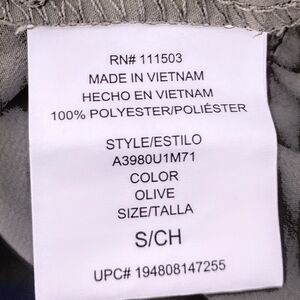 RN# 111503
MADE IN VIETNAM
HECHO EN VIETNAM
100% POLYESTER/POLIÉSTER
STYLE/ESTILO
A3980U1M71
COLOR
OLIVE
SIZE/TALLA
S/CH
UPC# 194808147255